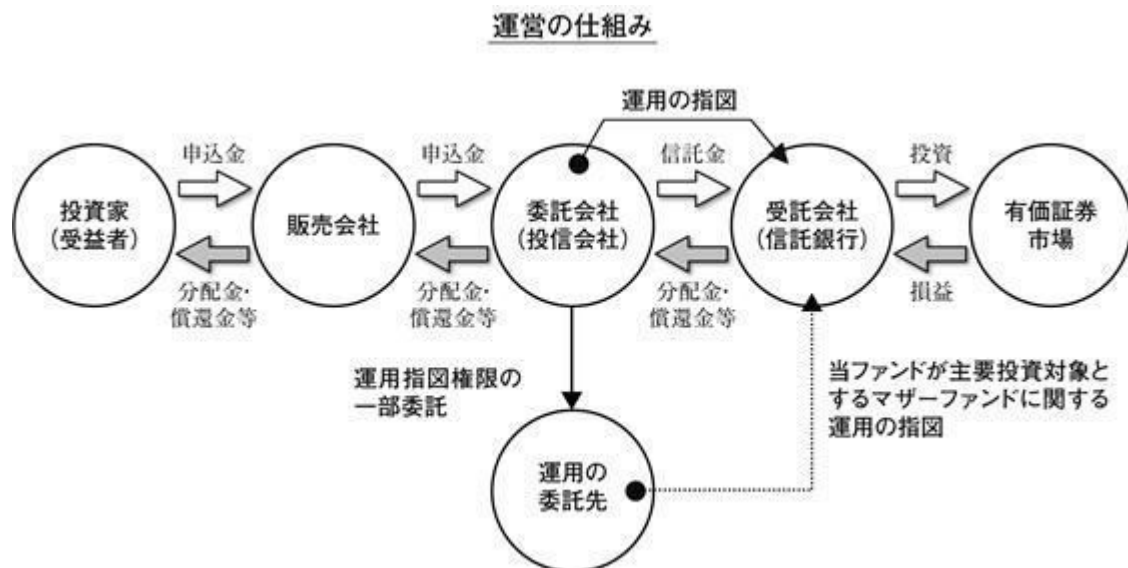 運営の仕組み
運用の指図
申込金
申込金
信託金
投資
投資家
(受益者)
販売会社
委託会社
(投信会社)
受託会社
(信託銀行)
有価証券
市場
分配金・
償還金等
分配金・
償還金等
分配金・
償還金等
損益
運用指図権限の
一部委託
当ファンドが主要投資対象と
するマザーファンドに関する
運用の指図
運用の
委託先